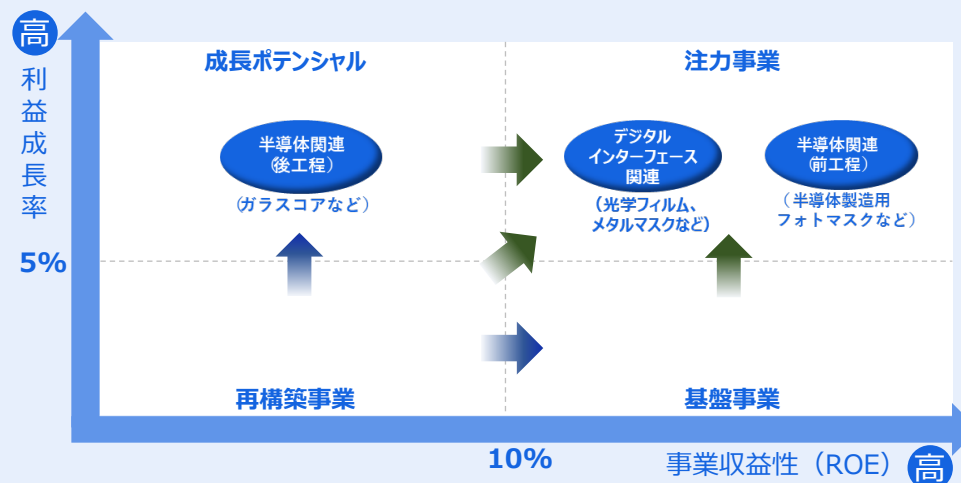 高
利益成長率
成長ポテンシャル
注力事業
半導体関連
（後工程）
（ガラスコアなど）
デジタル
インターフェース
関連
（光学フィルム、
メタルマスクなど）
半導体関連
（前工程）
（半導体製造用
フォトマスクなど）
5%
再構築事業
基盤事業
10%
事業収益性（ROE）
高